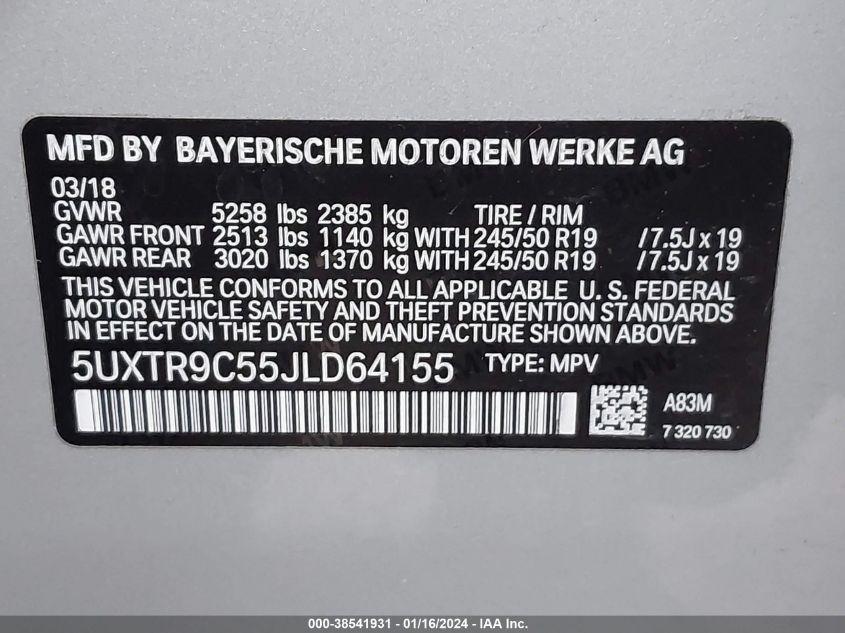 MFD BY BAYERISCHE MOTOREN WERKE AG
03/18
GVWR 5258 lbs 2385 kg TIRE / RIM
GAWR FRONT 2513 lbs 1140 kg WITH 245/50 R19 /7.5J x 19
GAWR REAR 3020 lbs 1370 kg WITH 245/50 R19 /7.5J x 19
THIS VEHICLE CONFORMS TO ALL APPLICABLE U. S. FEDERAL
MOTOR VEHICLE SAFETY AND THEFT PREVENTION STANDARDS
IN EFFECT ON THE DATE OF MANUFACTURE SHOWN ABOVE.
5UXTR9C55JLD64155 TYPE: MPV
A83M
7 320 730
000-38541931 - 01/16/2024 - IAA Inc.